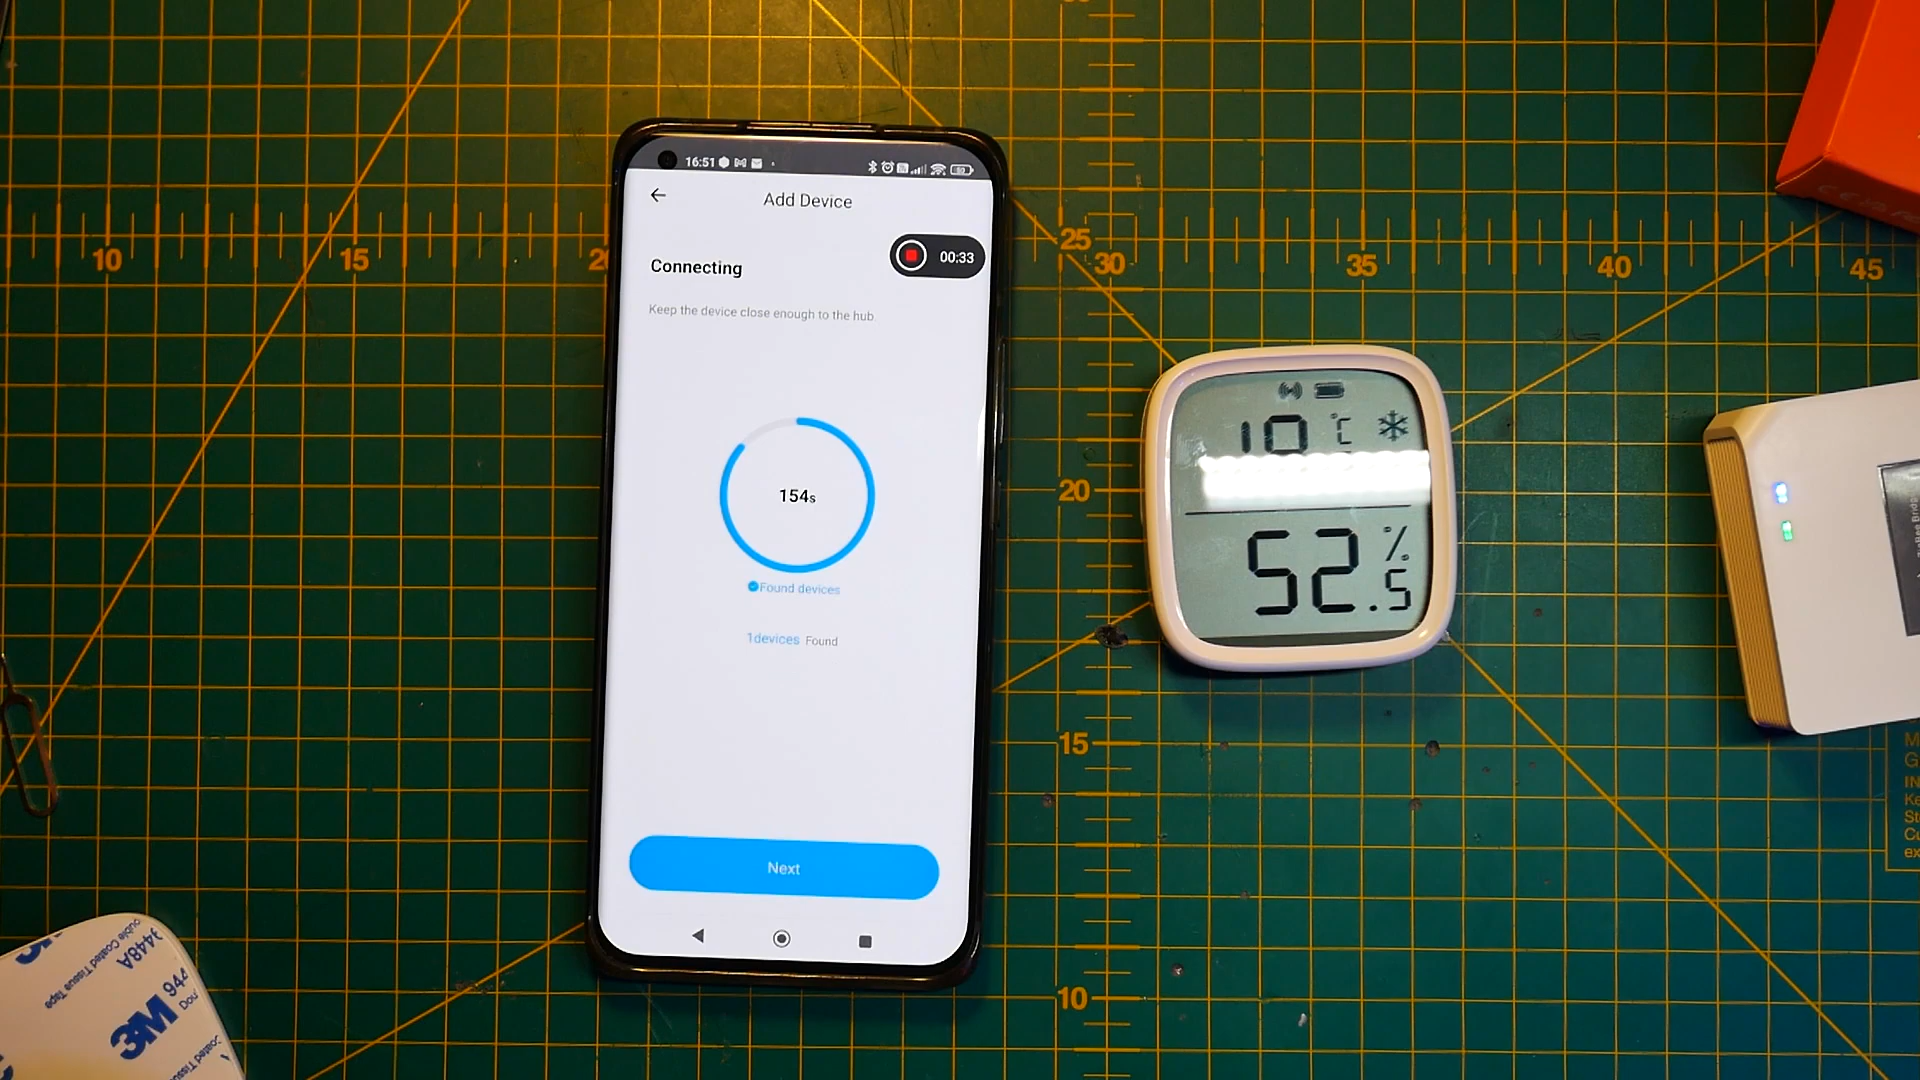 16:51
Add Device
00:33
Connecting
Keep the device close enough to the hub.
154s
Found devices
1devices Found
Next
°C
52.5 %
10
15
25
30
35
40
45
20
15
10
9448A
3M